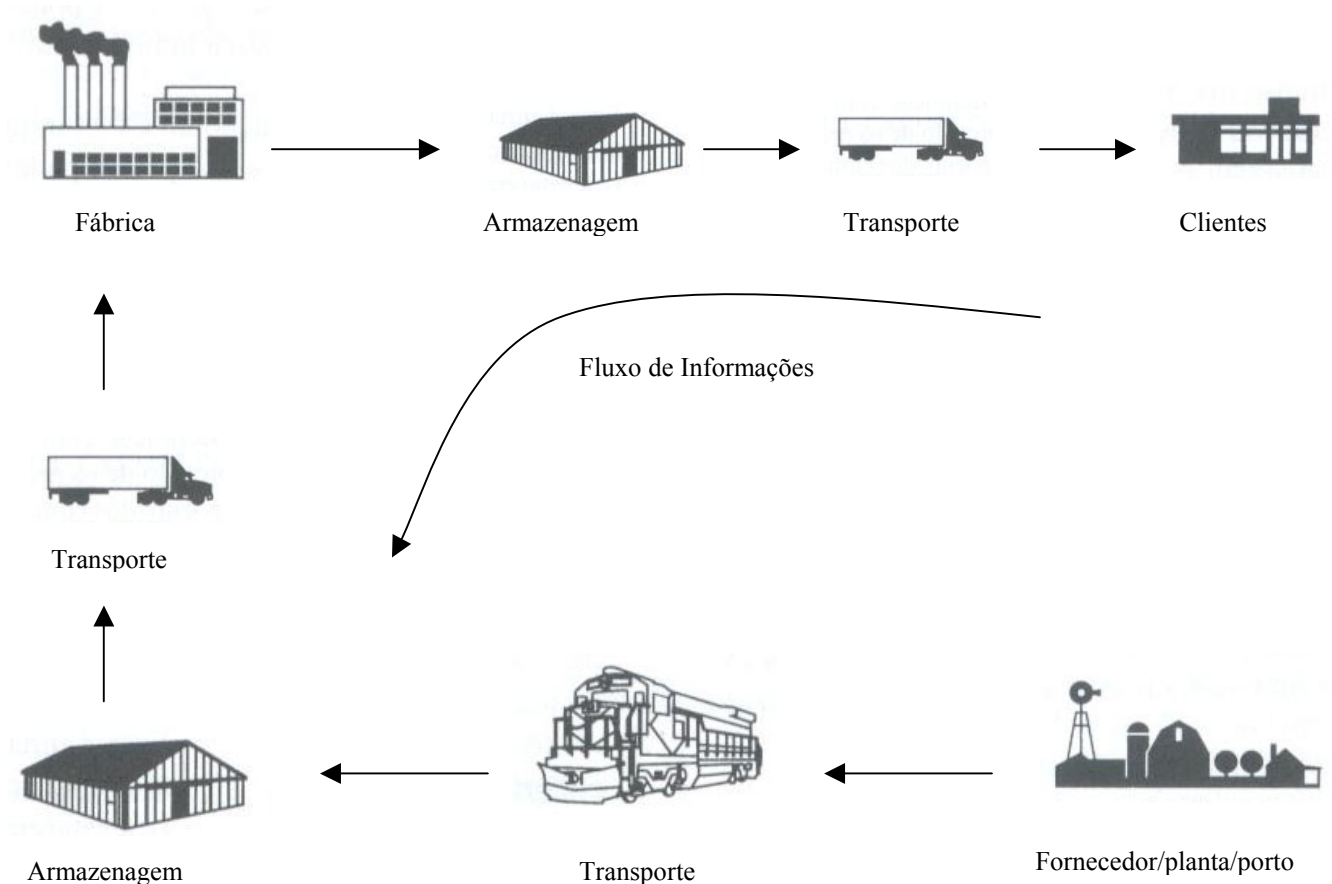 Fábrica
Armazenagem
Transporte
Clientes
Fluxo de Informações
Transporte
Armazenagem
Transporte
Fornecedor/planta/porto